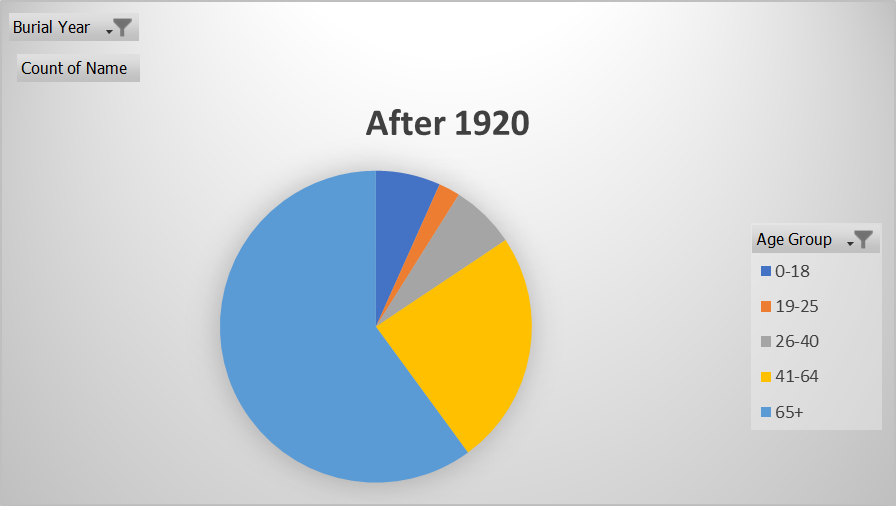 Burial Year
Count of Name
After 1920
Age Group
0-18
19-25
26-40
41-64
65+